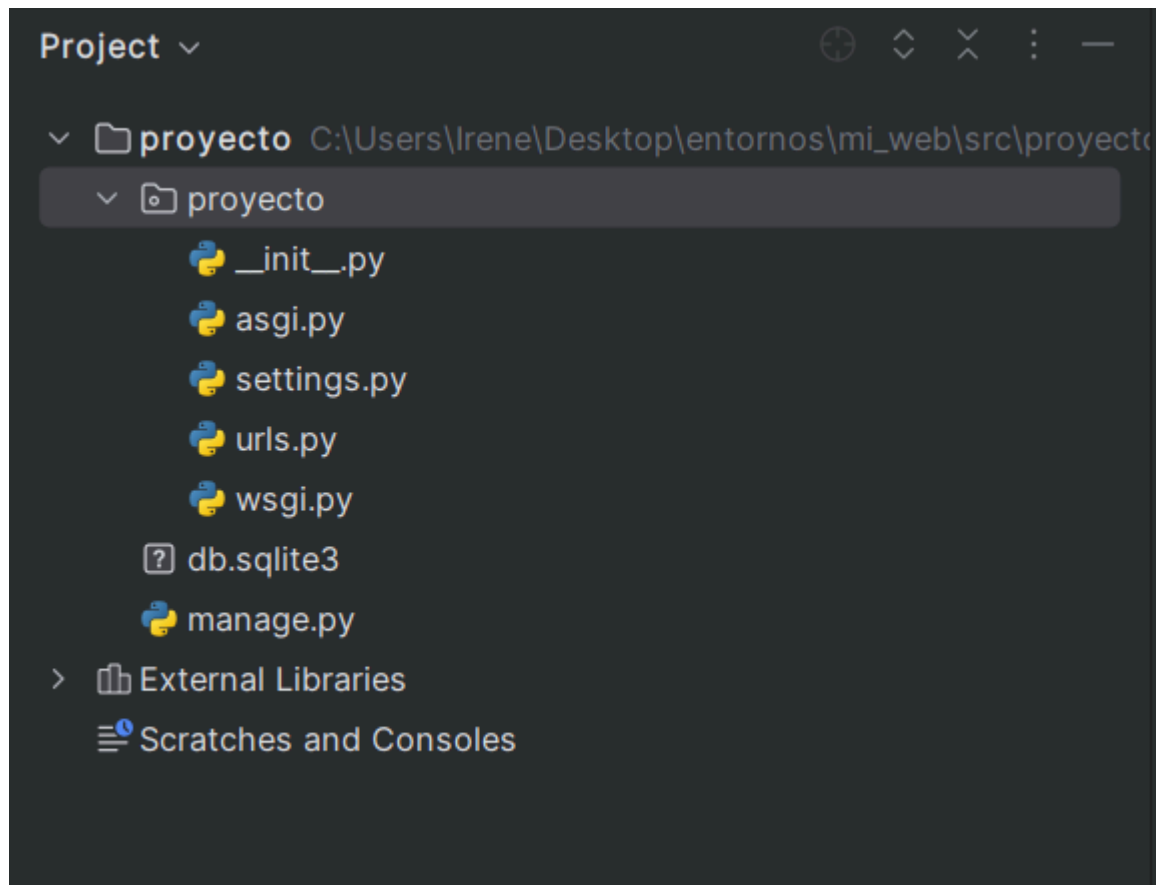 Project
proyecto C:\Users\Irene\Desktop\entornos\mi_web\src\proyecto
proyecto
__init__.py
asgi.py
settings.py
urls.py
wsgi.py
db.sqlite3
manage.py
External Libraries
Scratches and Consoles